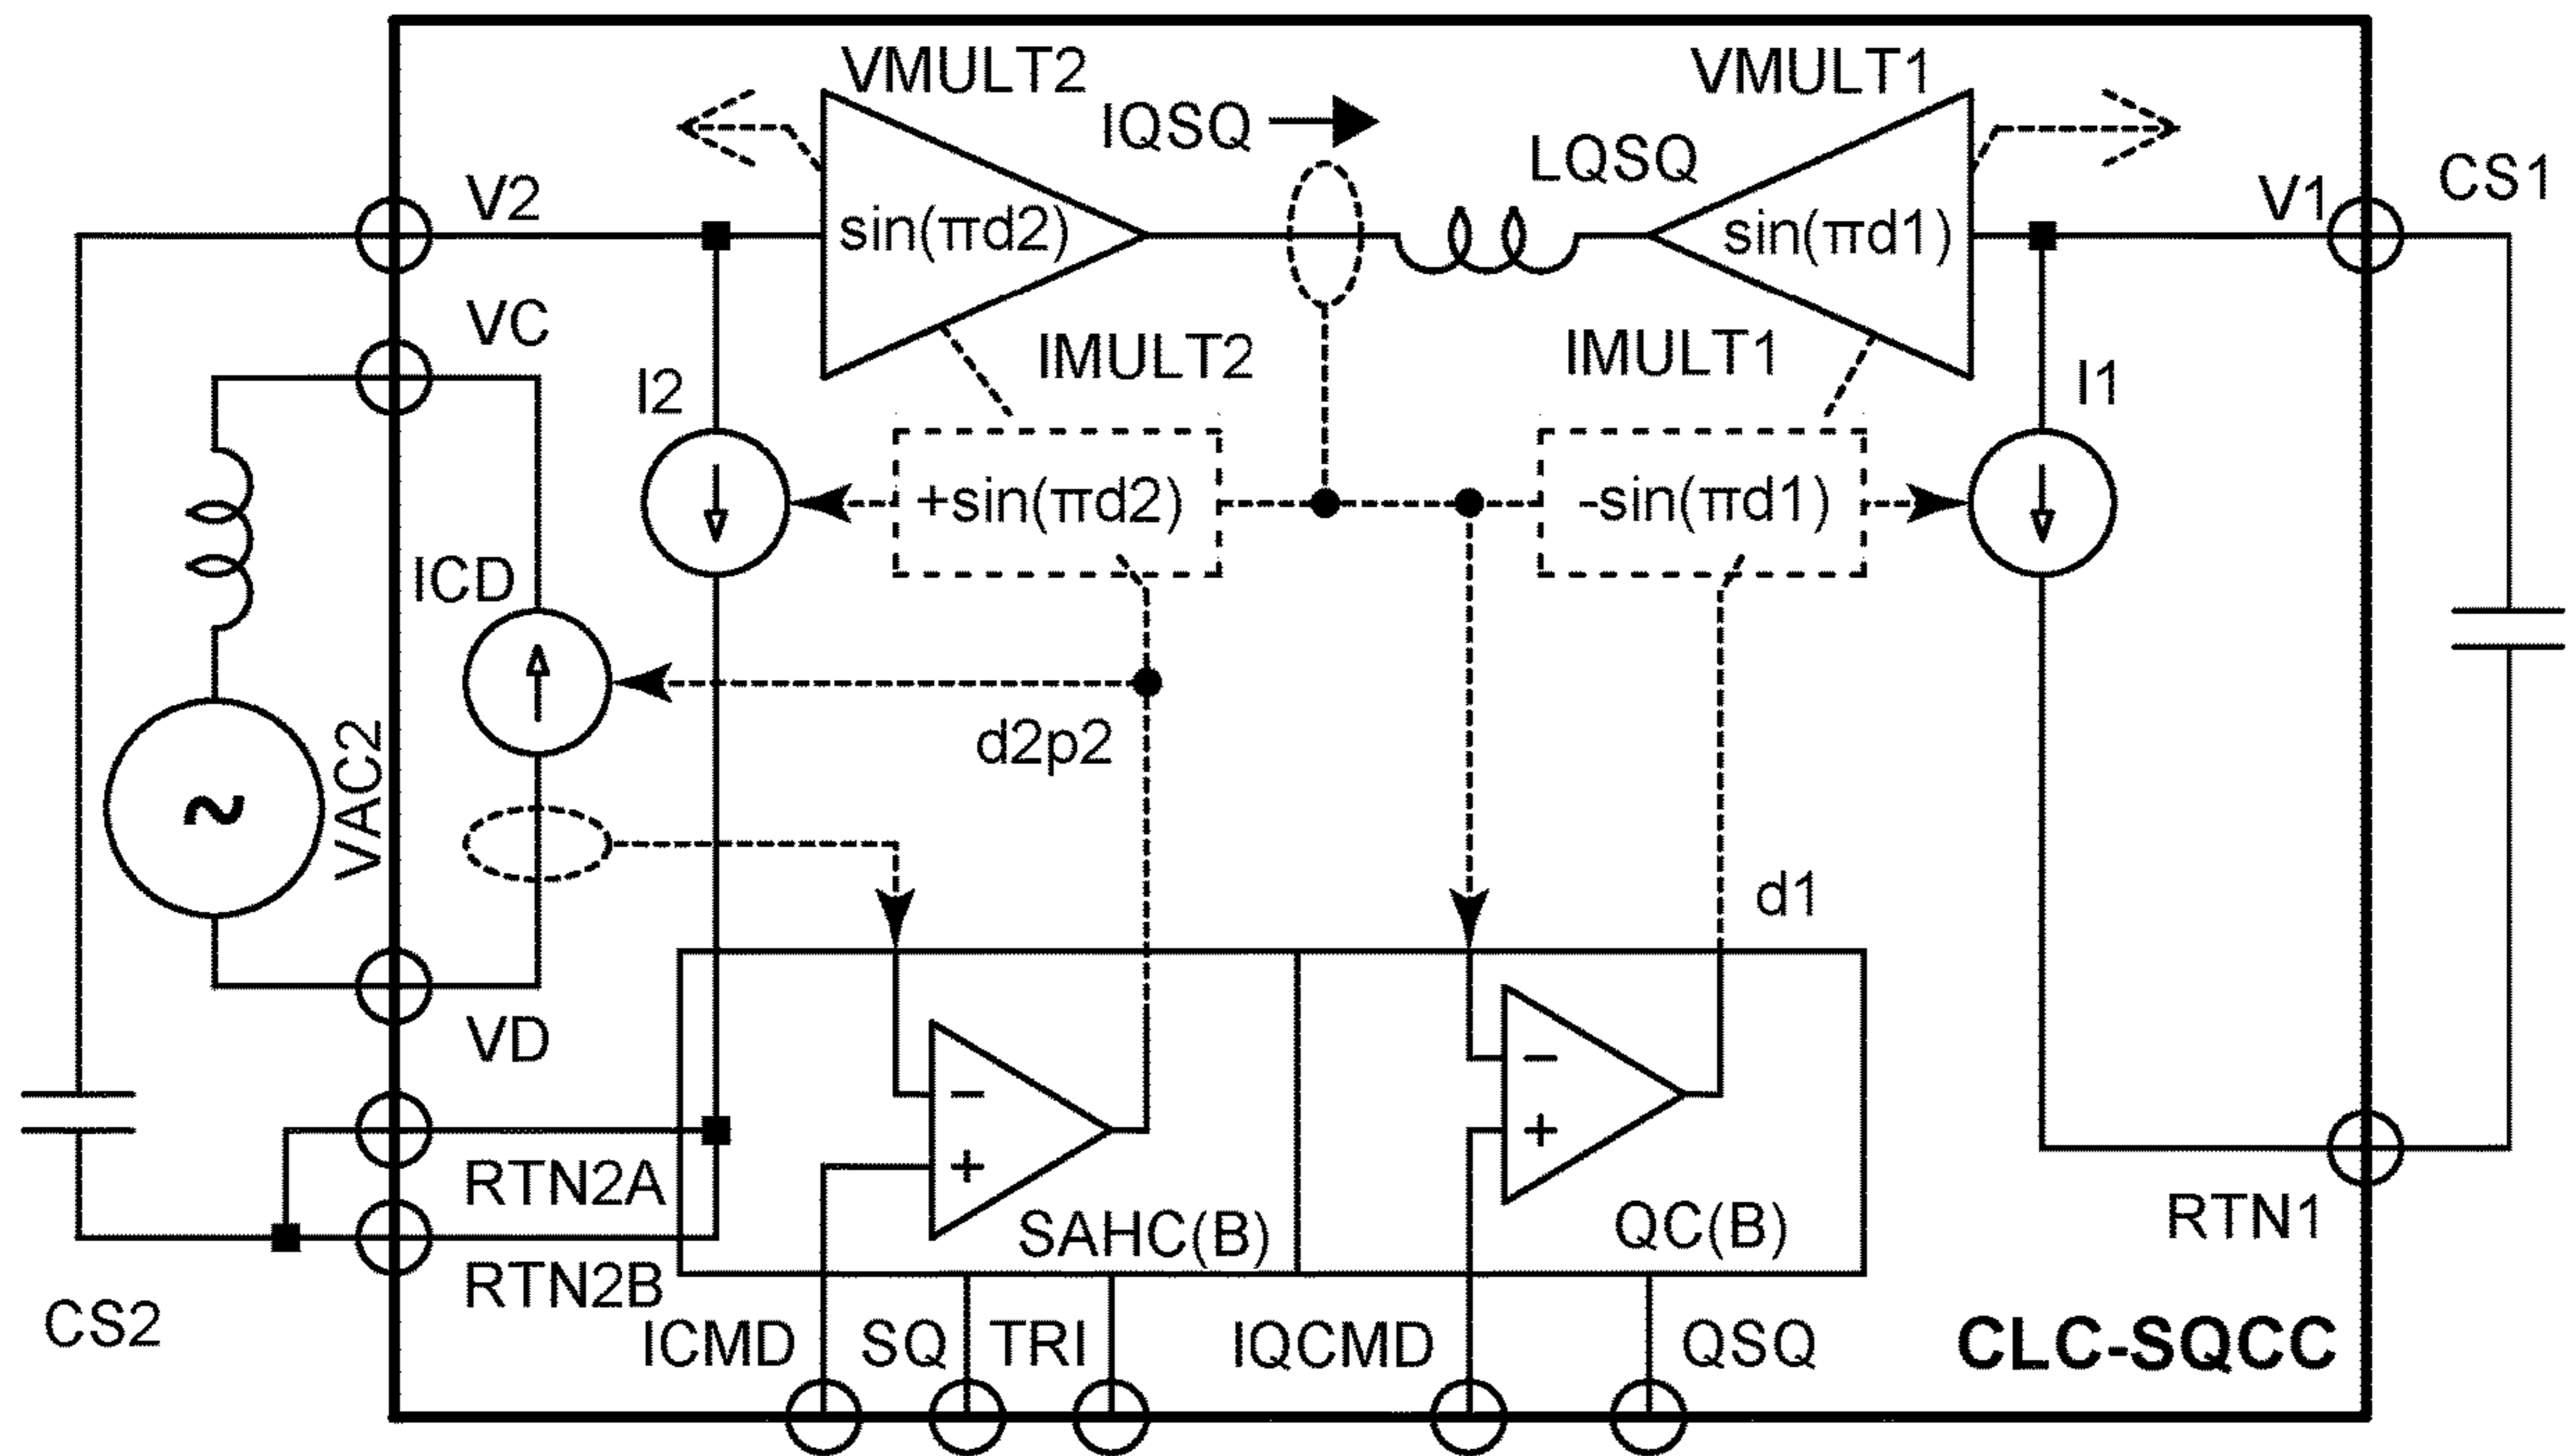 VMULT2
VMULT1
IQSQ
LQSQ
CS1
V2
V1
sin(πd2)
sin(πd1)
VC
IMULT2
IMULT1
I2
I1
+sin(πd2)
-sin(πd1)
ICD
~
VAC2
d2p2
d1
VD
−
+
−
+
RTN2A
SAHC(B)
QC(B)
RTN1
RTN2B
CS2
ICMD
SQ
TRI
IQCMD
QSQ
CLC-SQCC